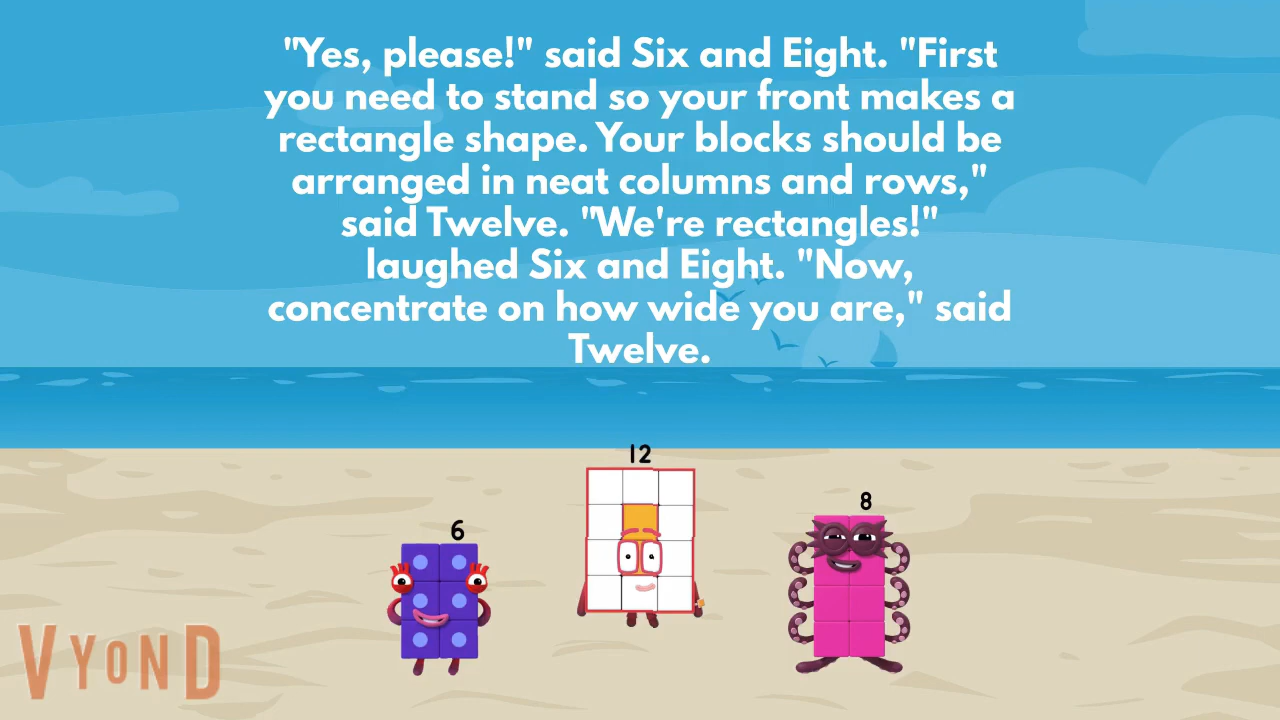 "Yes, please!" said Six and Eight. "First
you need to stand so your front makes a
rectangle shape. Your blocks should be
arranged in neat columns and rows,"
said Twelve. "We're rectangles!"
laughed Six and Eight. "Now,
concentrate on how wide you are," said
Twelve.
12
6
8
VYOND